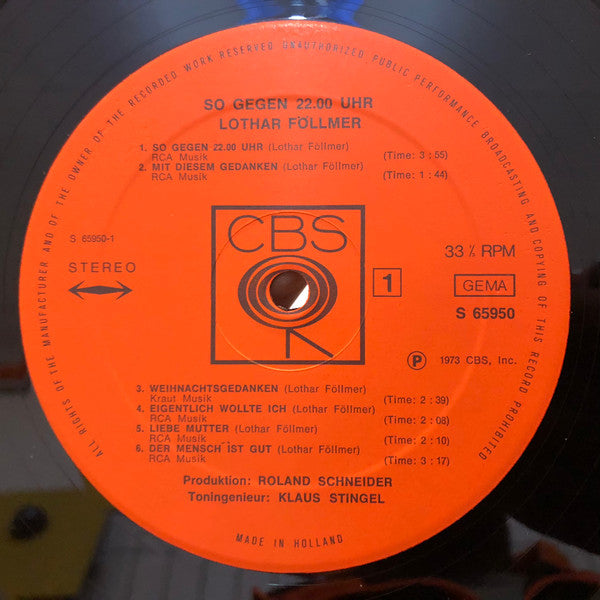 ALL RIGHTS OF THE MANUFACTURER AND OF THE OWNER OF THE RECORDED WORK RESERVED UNAUTHORIZED PUBLIC PERFORMANCE BROADCASTING AND COPYING OF THIS RECORD PROHIBITED
SO GEGEN 22.00 UHR
LOTHAR FÖLLMER
1. SO GEGEN 22.00 UHR (Lothar Föllmer)
RCA Musik (Time: 3 : 55)
2. MIT DIESEM GEDANKEN (Lothar Föllmer)
RCA Musik (Time: 1 : 44)
CBS
S 65950-1
STEREO
1
33⅓ RPM
GEMA
S 65950
Ⓟ 1973 CBS, Inc.
3. WEIHNACHTSGEDANKEN (Lothar Föllmer)
Kraut Musik (Time: 2 : 39)
4. EIGENTLICH WOLLTE ICH (Lothar Föllmer)
RCA Musik (Time: 2 : 08)
5. LIEBE MUTTER (Lothar Föllmer)
RCA Musik (Time: 2 : 10)
6. DER MENSCH IST GUT (Lothar Föllmer)
RCA Musik (Time: 3 : 17)
Produktion: ROLAND SCHNEIDER
Toningenieur: KLAUS STINGEL
MADE IN HOLLAND